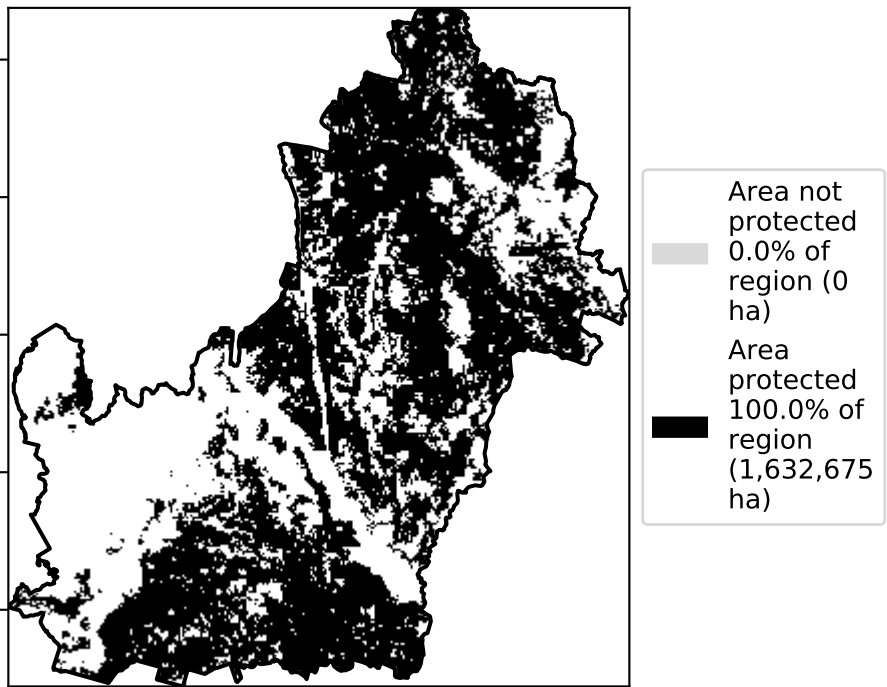 Area not
protected
0.0% of
region (0
ha)
Area
protected
100.0% of
region
(1,632,675
ha)